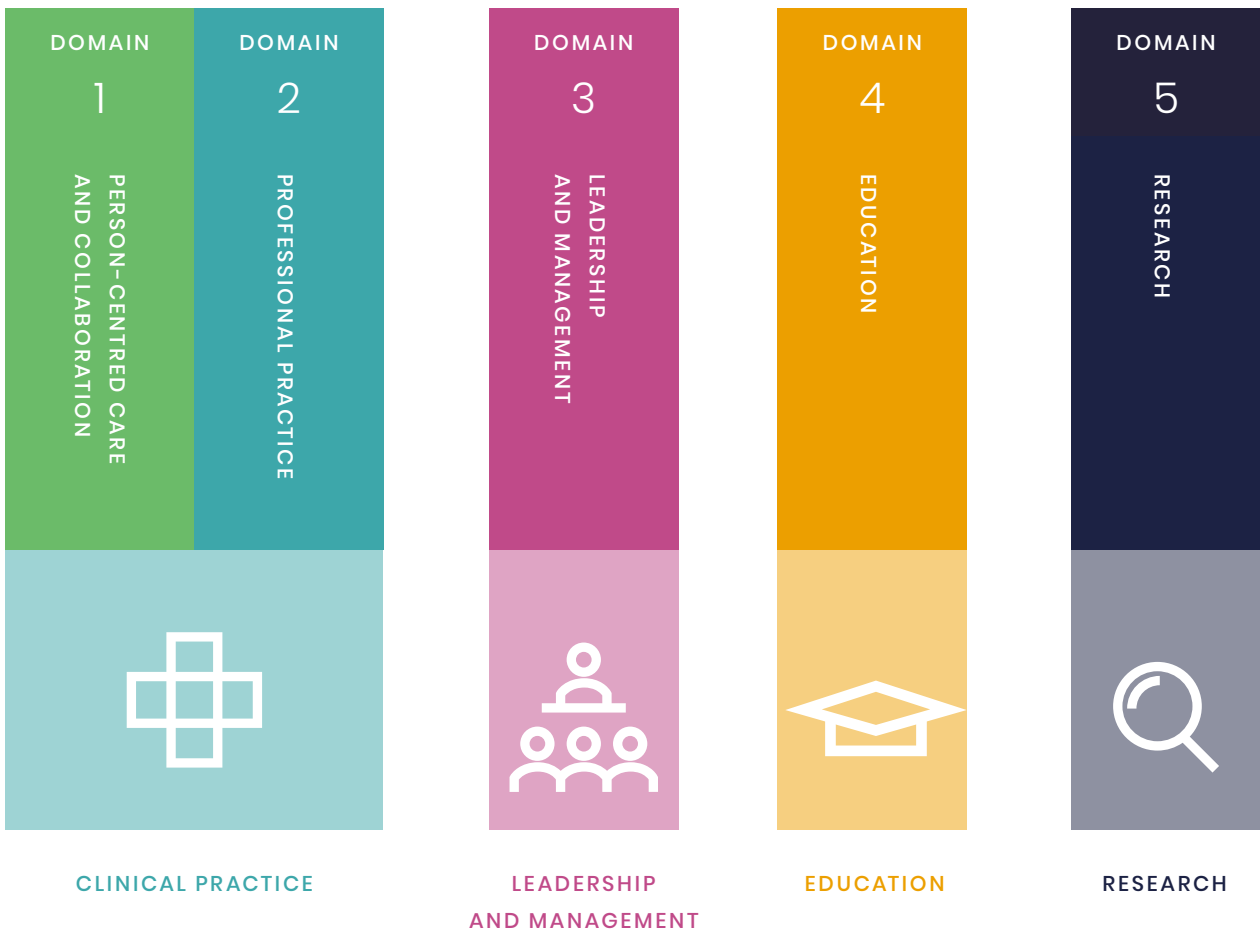 DOMAIN
1
PERSON-CENTRED CARE
AND COLLABORATION
DOMAIN
2
PROFESSIONAL PRACTICE
CLINICAL PRACTICE
DOMAIN
3
LEADERSHIP
AND MANAGEMENT
LEADERSHIP
AND MANAGEMENT
DOMAIN
4
EDUCATION
EDUCATION
DOMAIN
5
RESEARCH
RESEARCH